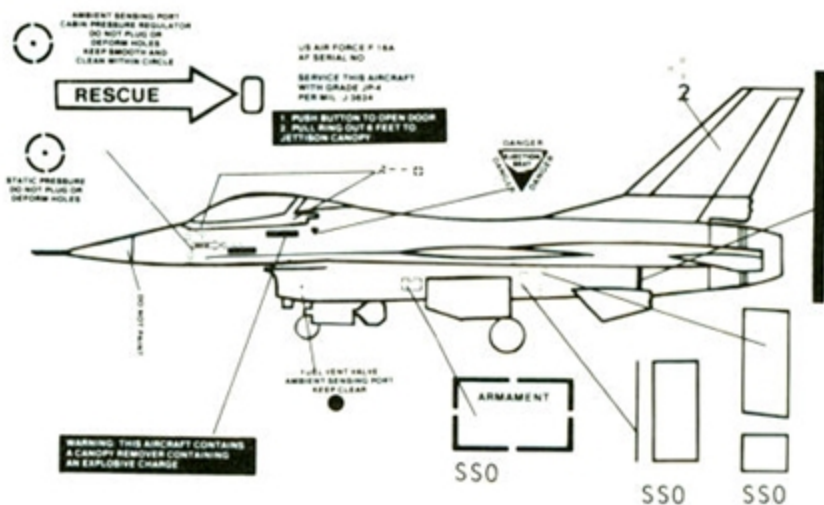 AMBIENT SENSING PORT
CABIN PRESSURE REGULATOR
DO NOT PLUG OR
DEFORM HOLES
KEEP SMOOTH AND
CLEAN WITHIN CIRCLE
RESCUE
US AIR FORCE F 16A
AF SERIAL NO
SERVICE THIS AIRCRAFT
WITH GRADE JP-4
PER MIL J 5624
1. PUSH BUTTON TO OPEN DOOR
2. PULL RING OUT 6 FEET TO
JETTISON CANOPY
STATIC PRESSURE
DO NOT PLUG OR
DEFORM HOLES
DANGER
EJECTION
SEAT
DANGER
DANGER
2
2
DO NOT PAINT
FUEL VENT VALVE
AMBIENT SENSING PORT
KEEP CLEAR
WARNING: THIS AIRCRAFT CONTAINS
A CANOPY REMOVER CONTAINING
AN EXPLOSIVE CHARGE
ARMAMENT
SSO
SSO
SSO